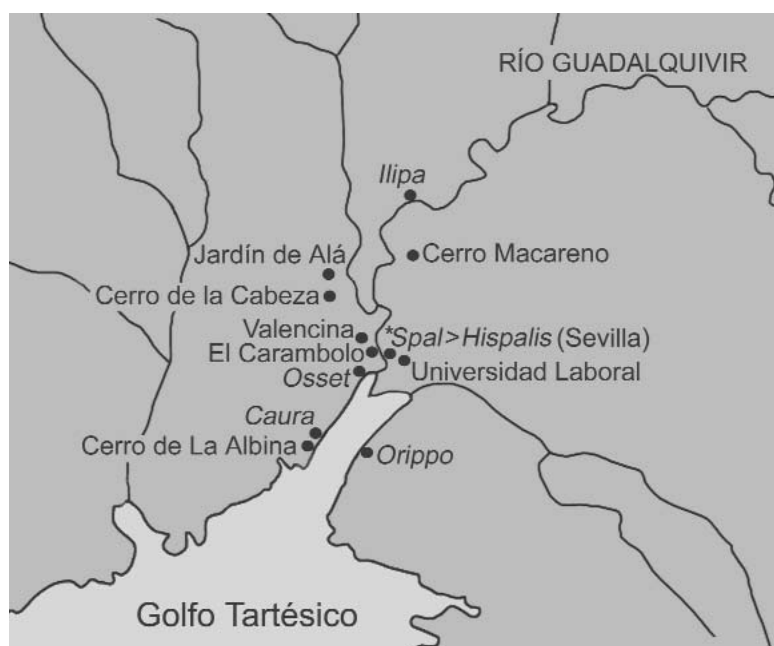 RÍO GUADALQUIVIR
Ilipa
Jardín de Alá
Cerro Macareno
Cerro de la Cabeza
Valencina
*Spal>Hispalis (Sevilla)
El Carambolo
Universidad Laboral
Osset
Caura
Cerro de La Albina
Orippo
Golfo Tartésico